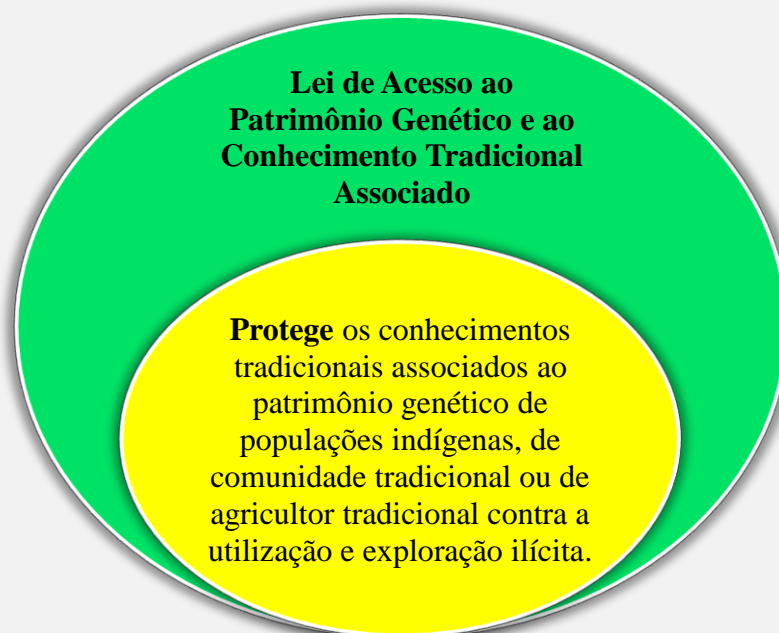 Lei de Acesso ao
Patrimônio Genético e ao
Conhecimento Tradicional
Associado
Protege os conhecimentos
tradicionais associados ao
patrimônio genético de
populações indígenas, de
comunidade tradicional ou de
agricultor tradicional contra a
utilização e exploração ilícita.